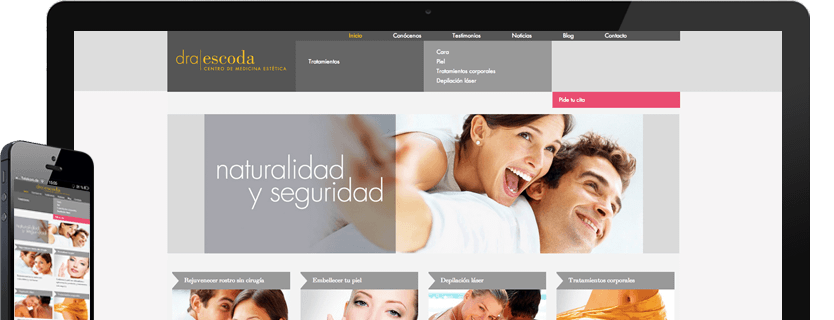 Inicio Conócenos Testimonios Noticias Blog Contacto
dra|escoda
CENTRO DE MEDICINA ESTÉTICA
Tratamientos
Cara
Piel
Tratamientos corporales
Depilación láser
Pide tu cita
naturalidad
y seguridad
Rejuvenecer rostro sin cirugía
Embellecer tu piel
Depilación láser
Tratamientos corporales